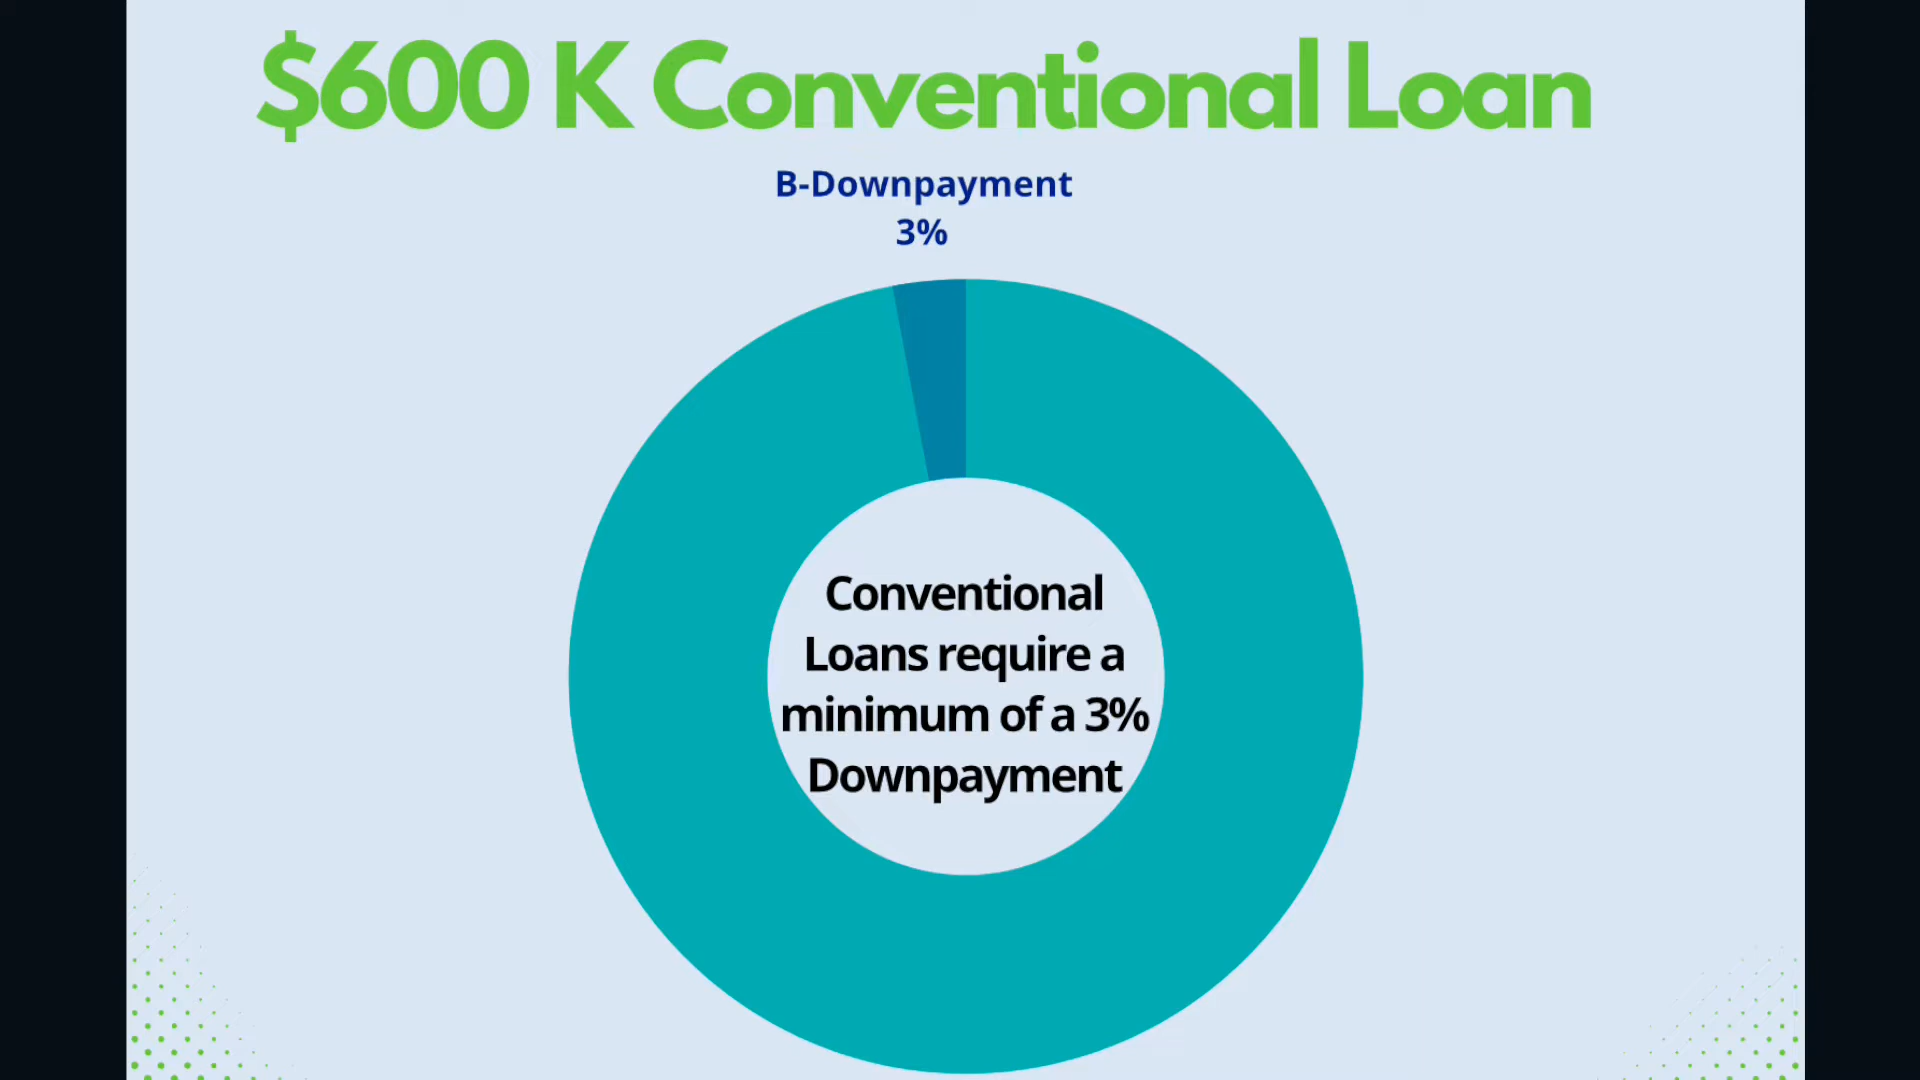 $600 K Conventional Loan
B-Downpayment
3%
Conventional
Loans require a
minimum of a 3%
Downpayment